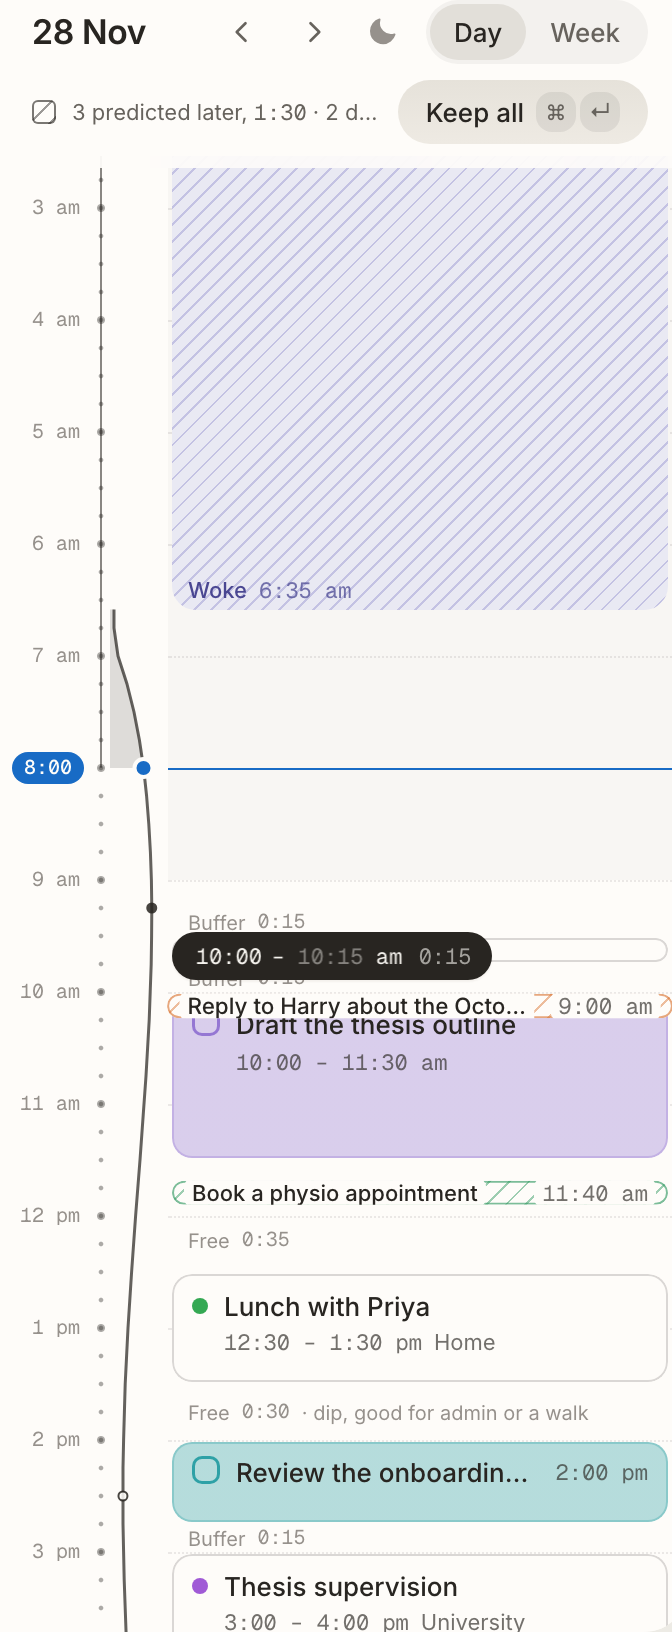 28 Nov
Day
Week
3 predicted later, 1:30 · 2 d...
Keep all ⌘ ↵
3 am
4 am
5 am
6 am
Woke 6:35 am
7 am
8:00
9 am
Buffer 0:15
10:00 – 10:15 am 0:15
Buffer 0:15
10 am
Reply to Harry about the Octo... 9:00 am
Draft the thesis outline
10:00 – 11:30 am
11 am
Book a physio appointment 11:40 am
12 pm
Free 0:35
Lunch with Priya
1 pm
12:30 – 1:30 pm Home
Free 0:30 · dip, good for admin or a walk
2 pm
Review the onboardin... 2:00 pm
Buffer 0:15
3 pm
Thesis supervision
3:00 – 4:00 pm University